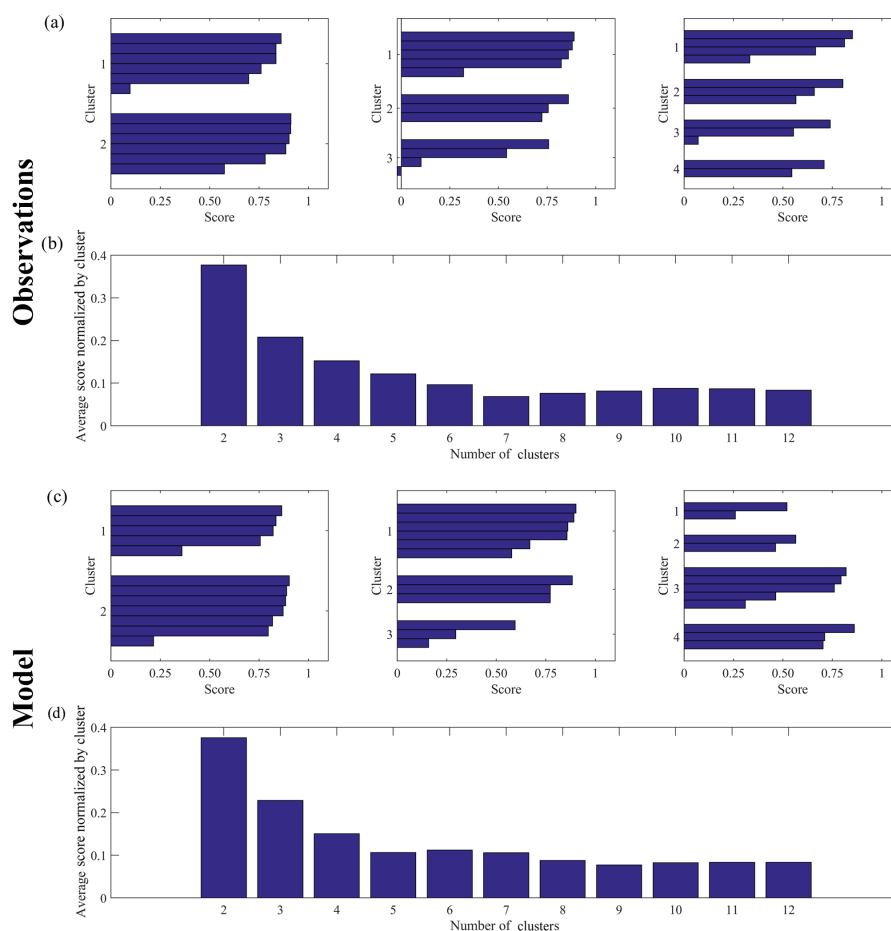 Observations
(a)
Cluster
1
2
0 0.25 0.50 0.75 1
Score
Cluster
1
2
3
0 0.25 0.50 0.75 1
Score
Cluster
1
2
3
4
0 0.25 0.50 0.75 1
Score
(b)
Average score normalized by cluster
0.4
0.3
0.2
0.1
0
2 3 4 5 6 7 8 9 10 11 12
Number of clusters
Model
(c)
Cluster
1
2
0 0.25 0.50 0.75 1
Score
Cluster
1
2
3
0 0.25 0.50 0.75 1
Score
Cluster
1
2
3
4
0 0.25 0.50 0.75 1
Score
(d)
Average score normalized by cluster
0.4
0.3
0.2
0.1
0
2 3 4 5 6 7 8 9 10 11 12
Number of clusters